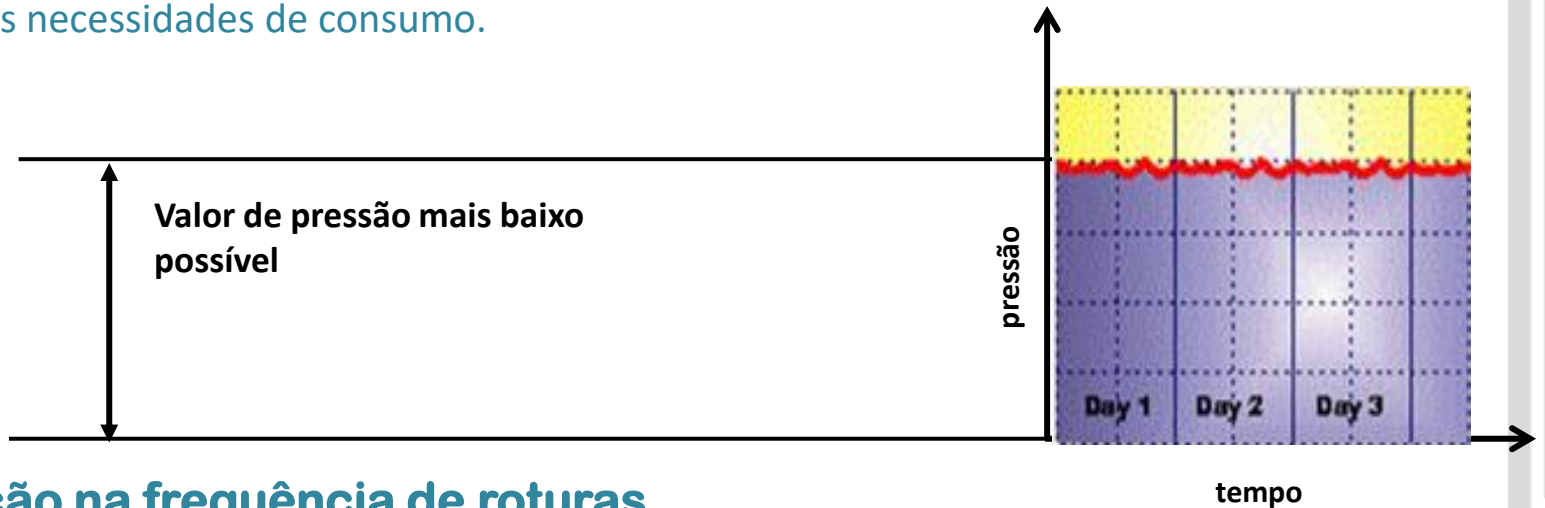 s necessidades de consumo.
Valor de pressão mais baixo
possível
pressão
Day 1 Day 2 Day 3
tempo
ção na frequência de roturas